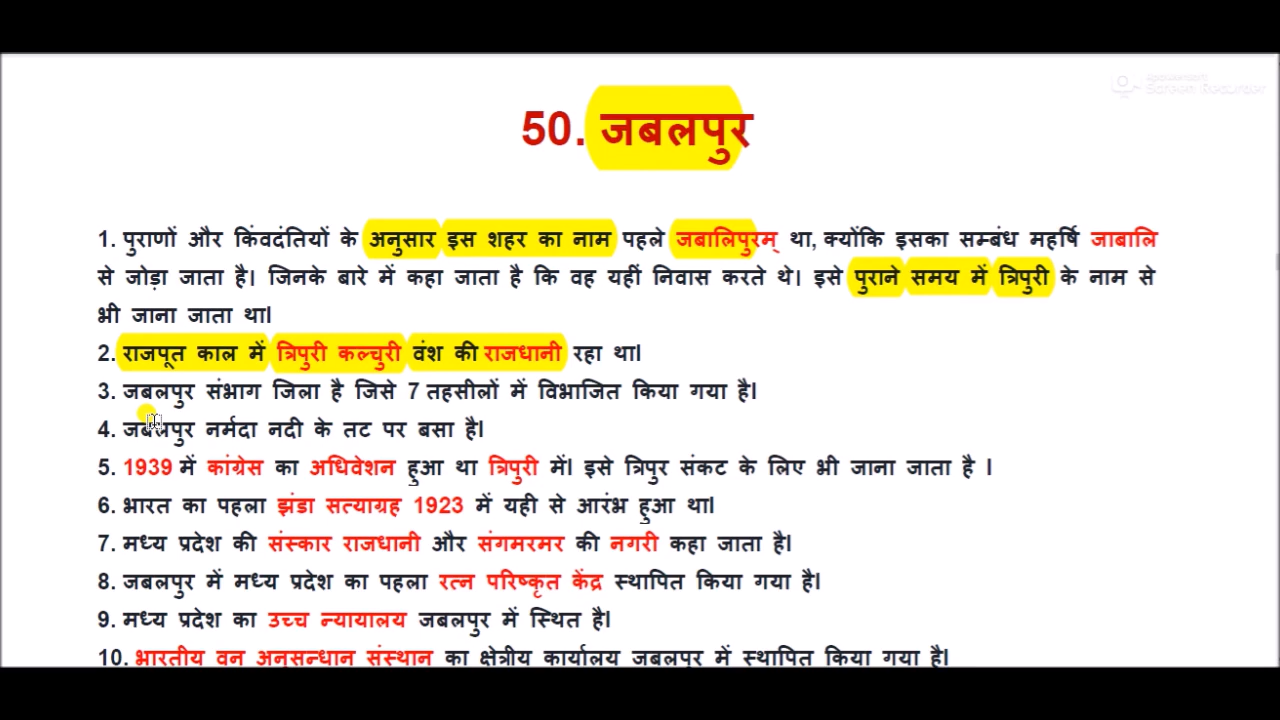 Apowersoft
Screen Recorder
50. जबलपुर
1. पुराणों और किंवदंतियों के अनुसार इस शहर का नाम पहले जबालिपुरम् था, क्योंकि इसका सम्बंध महर्षि जाबालि
से जोड़ा जाता है। जिनके बारे में कहा जाता है कि वह यहीं निवास करते थे। इसे पुराने समय में त्रिपुरी के नाम से
भी जाना जाता था।
2. राजपूत काल में त्रिपुरी कल्चुरी वंश की राजधानी रहा था।
3. जबलपुर संभाग जिला है जिसे 7 तहसीलों में विभाजित किया गया है।
4. जबलपुर नर्मदा नदी के तट पर बसा है।
5. 1939 में कांग्रेस का अधिवेशन हुआ था त्रिपुरी में। इसे त्रिपुर संकट के लिए भी जाना जाता है ।
6. भारत का पहला झंडा सत्याग्रह 1923 में यही से आरंभ हुआ था।
7. मध्य प्रदेश की संस्कार राजधानी और संगमरमर की नगरी कहा जाता है।
8. जबलपुर में मध्य प्रदेश का पहला रत्न परिष्कृत केंद्र स्थापित किया गया है।
9. मध्य प्रदेश का उच्च न्यायालय जबलपुर में स्थित है।
10. भारतीय वन अनुसन्धान संस्थान का क्षेत्रीय कार्यालय जबलपुर में स्थापित किया गया है।